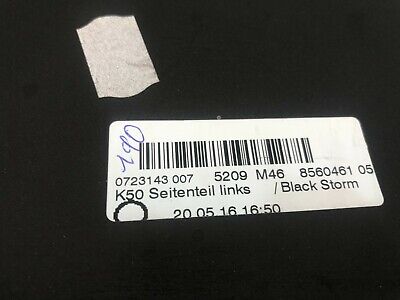 0723143 007 5209 M46 8560461 05
K50 Seitenteil links / Black Storm
20.05.16 16:50